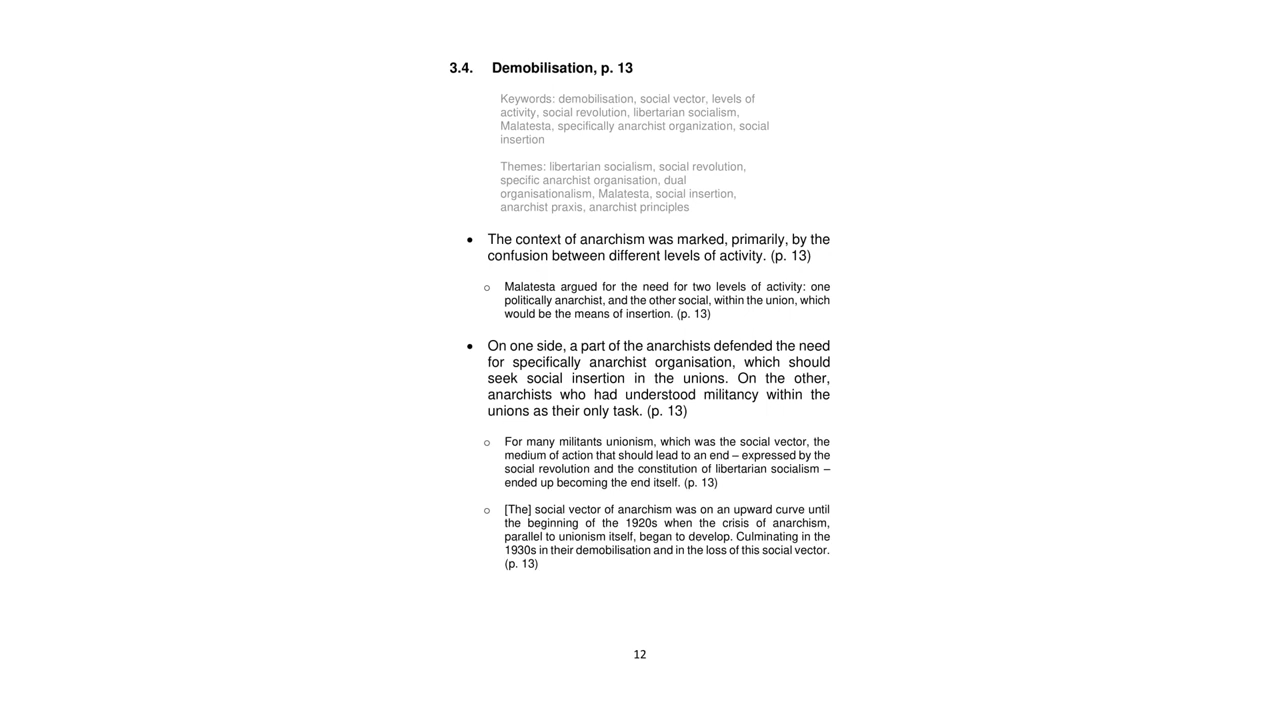 3.4. Demobilisation, p. 13
Keywords: demobilisation, social vector, levels of
activity, social revolution, libertarian socialism,
Malatesta, specifically anarchist organization, social
insertion
Themes: libertarian socialism, social revolution,
specific anarchist organisation, dual
organisationalism, Malatesta, social insertion,
anarchist praxis, anarchist principles
• The context of anarchism was marked, primarily, by the
confusion between different levels of activity. (p. 13)
o Malatesta argued for the need for two levels of activity: one
politically anarchist, and the other social, within the union, which
would be the means of insertion. (p. 13)
• On one side, a part of the anarchists defended the need
for specifically anarchist organisation, which should
seek social insertion in the unions. On the other,
anarchists who had understood militancy within the
unions as their only task. (p. 13)
o For many militants unionism, which was the social vector, the
medium of action that should lead to an end – expressed by the
social revolution and the constitution of libertarian socialism –
ended up becoming the end itself. (p. 13)
o [The] social vector of anarchism was on an upward curve until
the beginning of the 1920s when the crisis of anarchism,
parallel to unionism itself, began to develop. Culminating in the
1930s in their demobilisation and in the loss of this social vector.
(p. 13)
12